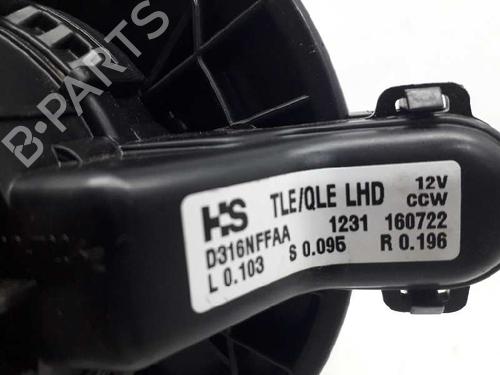 B-PARTS
HS TLE/QLE LHD 12V CCW
D316NFFAA 1231 160722
L 0.103 S 0.095 R 0.196